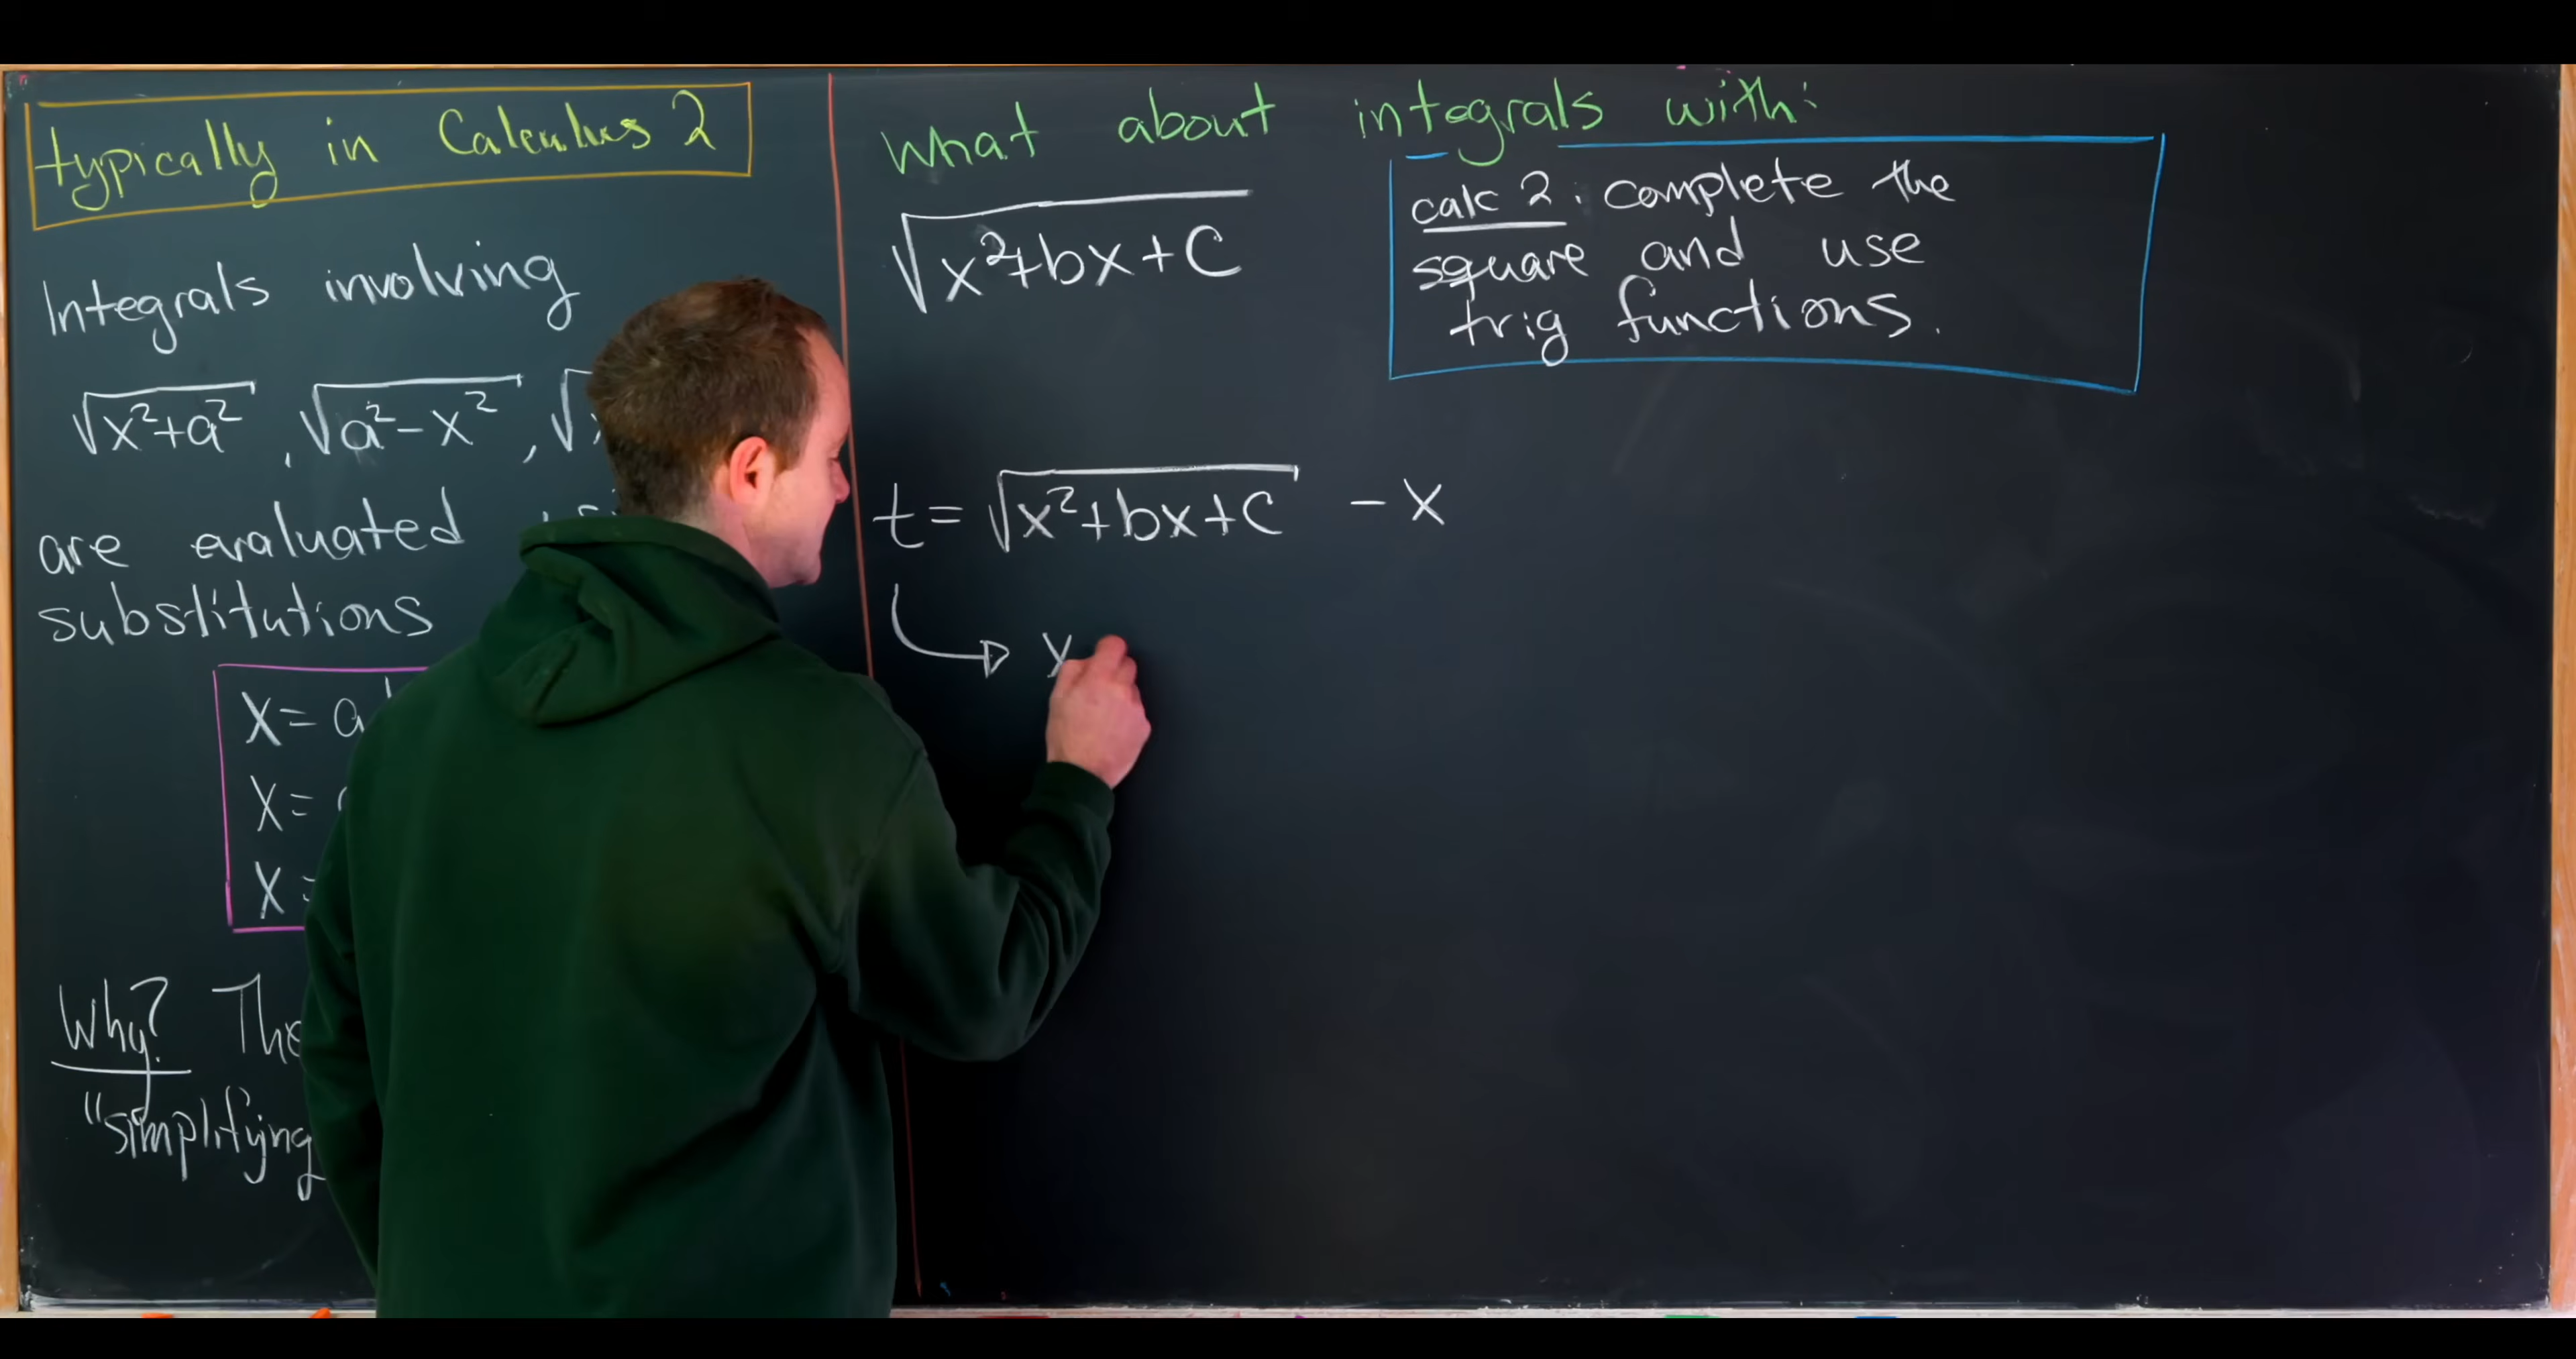 typically in Calculus 2
Integrals involving
√x²+a² , √a²-x² , √
are evaluated
substitutions
x= a
x=
x=
Why?
"simplifying
What about integrals with:
√x²+bx+c
calc 2. complete the
square and use
trig functions.
t= √x²+bx+c - x
x